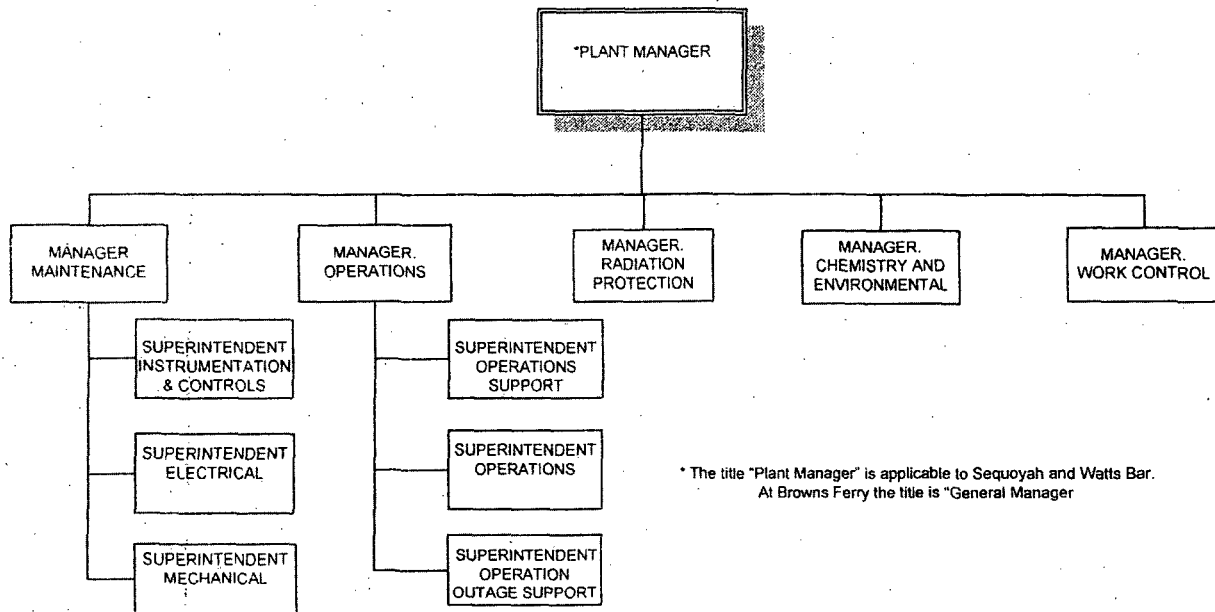 *PLANT MANAGER
MANAGER
MAINTENANCE
MANAGER.
OPERATIONS
MANAGER.
RADIATION
PROTECTION
MANAGER.
CHEMISTRY AND
ENVIRONMENTAL
MANAGER.
WORK CONTROL
SUPERINTENDENT
INSTRUMENTATION
& CONTROLS
SUPERINTENDENT
ELECTRICAL
SUPERINTENDENT
MECHANICAL
SUPERINTENDENT
OPERATIONS
SUPPORT
SUPERINTENDENT
OPERATIONS
SUPERINTENDENT
OPERATION
OUTAGE SUPPORT
* The title "Plant Manager" is applicable to Sequoyah and Watts Bar.
At Browns Ferry the title is "General Manager